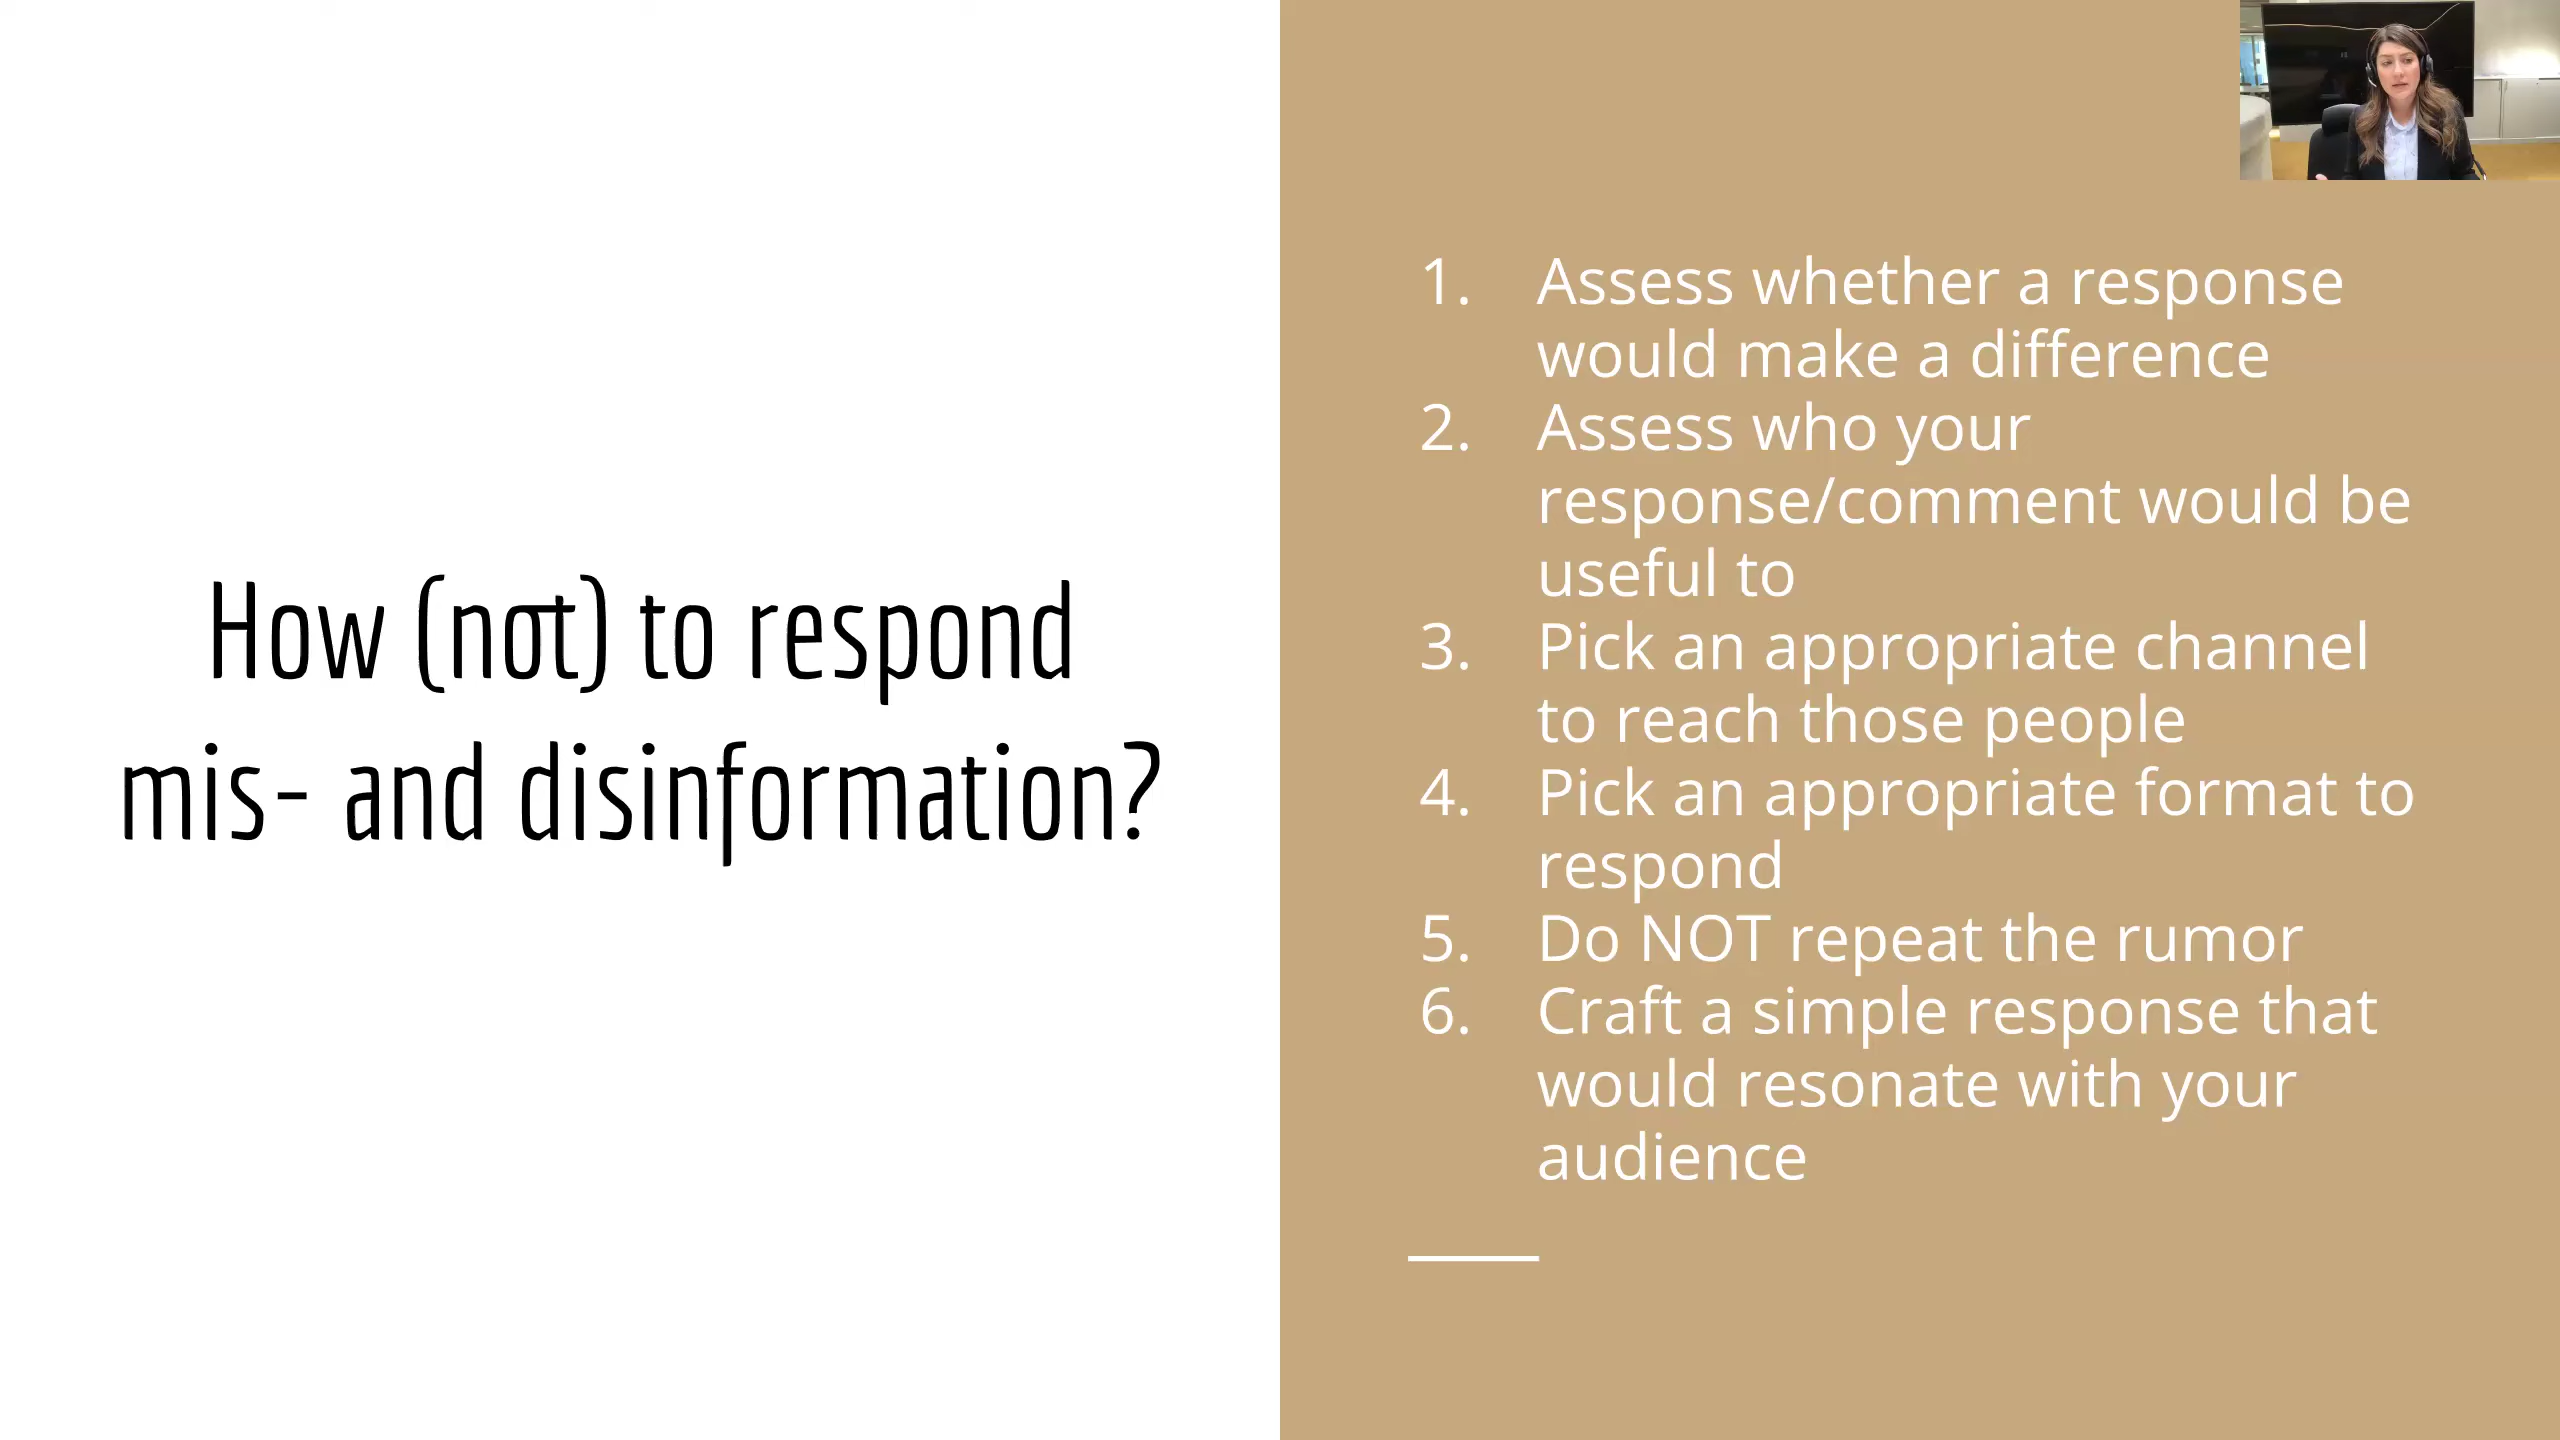 How (not) to respond
mis- and disinformation?
1. Assess whether a response
would make a difference
2. Assess who your
response/comment would be
useful to
3. Pick an appropriate channel
to reach those people
4. Pick an appropriate format to
respond
5. Do NOT repeat the rumor
6. Craft a simple response that
would resonate with your
audience